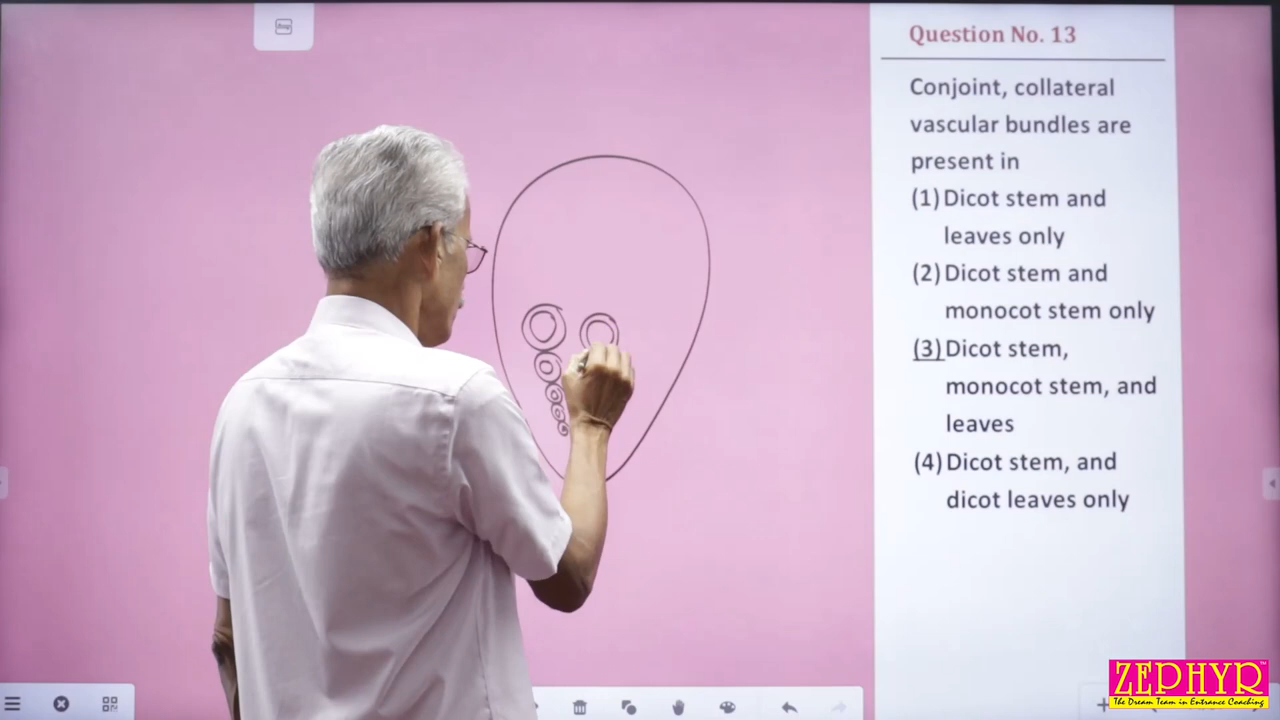 Question No. 13
Conjoint, collateral
vascular bundles are
present in
(1) Dicot stem and
leaves only
(2) Dicot stem and
monocot stem only
(3) Dicot stem,
monocot stem, and
leaves
(4) Dicot stem, and
dicot leaves only
ZEPHYR™
The Dream Team in Entrance Coaching